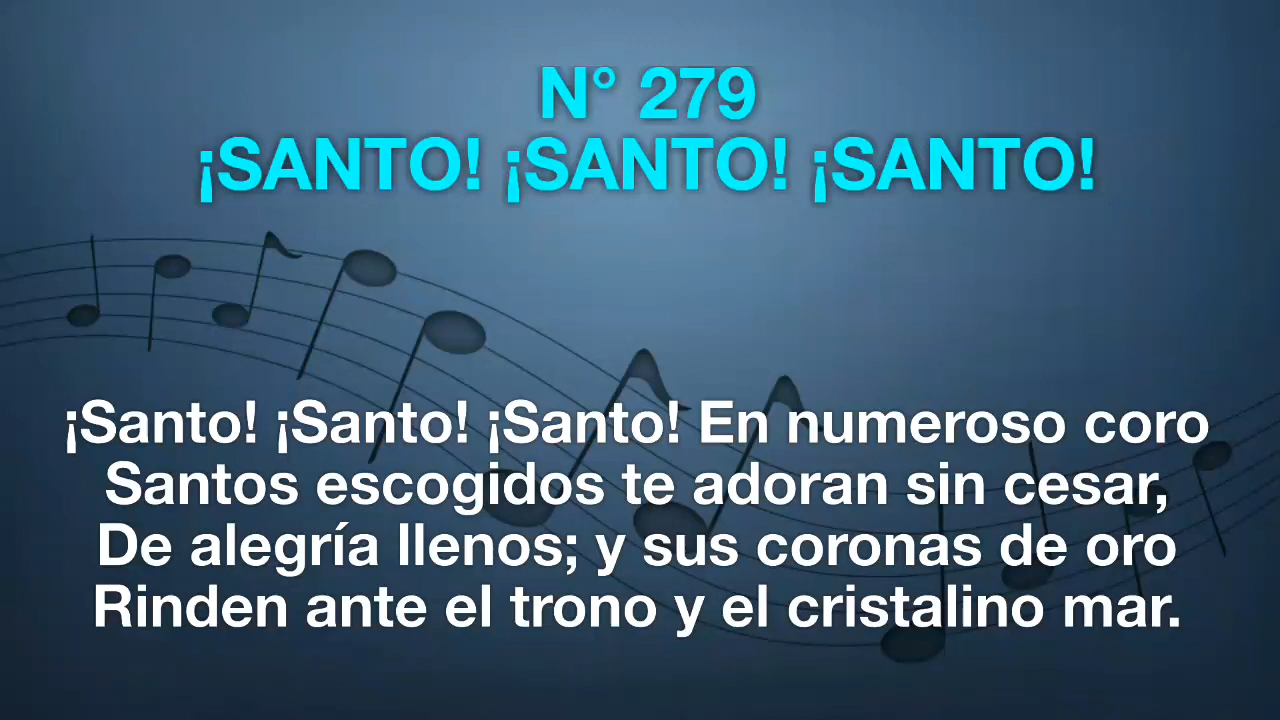 N° 279
¡SANTO! ¡SANTO! ¡SANTO!
¡Santo! ¡Santo! ¡Santo! En numeroso coro
Santos escogidos te adoran sin cesar,
De alegría llenos; y sus coronas de oro
Rinden ante el trono y el cristalino mar.